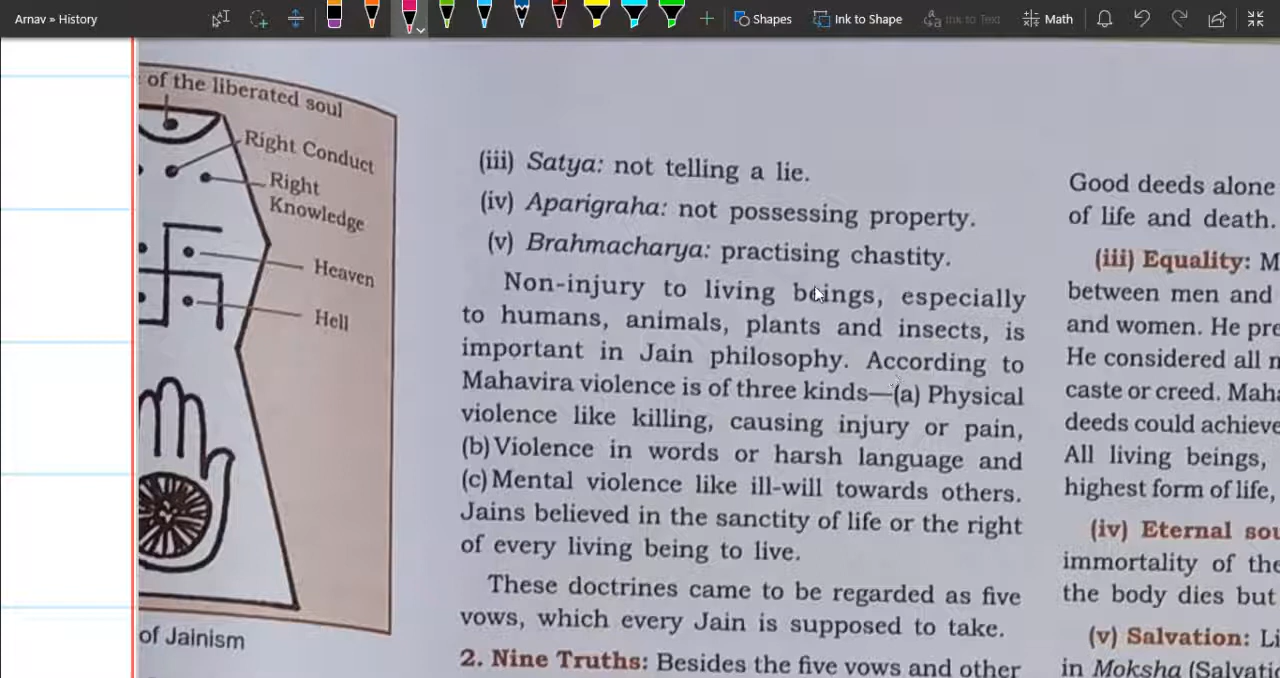 Arnav » History
Shapes
Ink to Shape
Ink to Text
Math
of the liberated soul
Right Conduct
Right
Knowledge
Heaven
Hell
of Jainism
(iii) Satya: not telling a lie.
(iv) Aparigraha: not possessing property.
(v) Brahmacharya: practising chastity.
Non-injury to living beings, especially
to humans, animals, plants and insects, is
important in Jain philosophy. According to
Mahavira violence is of three kinds—(a) Physical
violence like killing, causing injury or pain,
(b) Violence in words or harsh language and
(c) Mental violence like ill-will towards others.
Jains believed in the sanctity of life or the right
of every living being to live.
These doctrines came to be regarded as five
vows, which every Jain is supposed to take.
2. Nine Truths: Besides the five vows and other
Good deeds alone
of life and death.
(iii) Equality: M
between men and
and women. He pre
He considered all m
caste or creed. Maha
deeds could achieve
All living beings,
highest form of life,
(iv) Eternal sou
immortality of the
the body dies but
(v) Salvation: Li
in Moksha (Salvatio